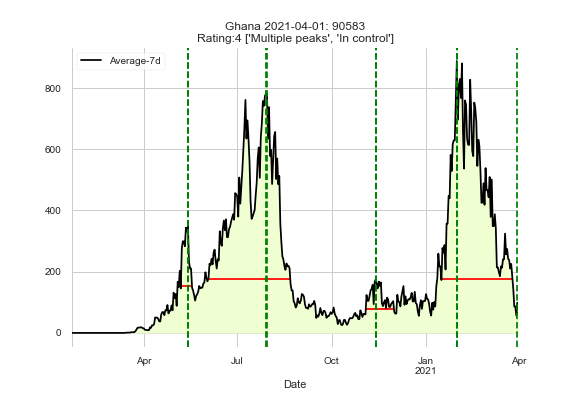 Ghana 2021-04-01: 90583
Rating:4 ['Multiple peaks', 'In control']
Average-7d
800
600
400
200
0
Apr Jul Oct Jan Apr
2021
Date